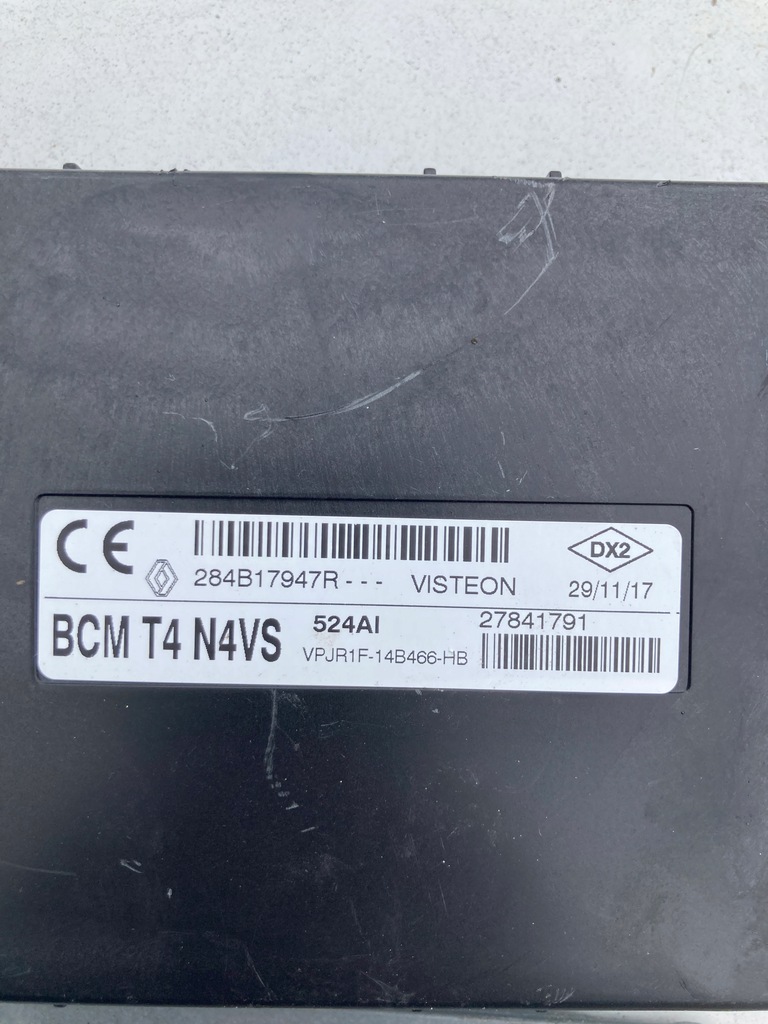 CE 284B17947R--- VISTEON DX2 29/11/17
BCM T4 N4VS 524AI 27841791
VPJR1F-14B466-HB